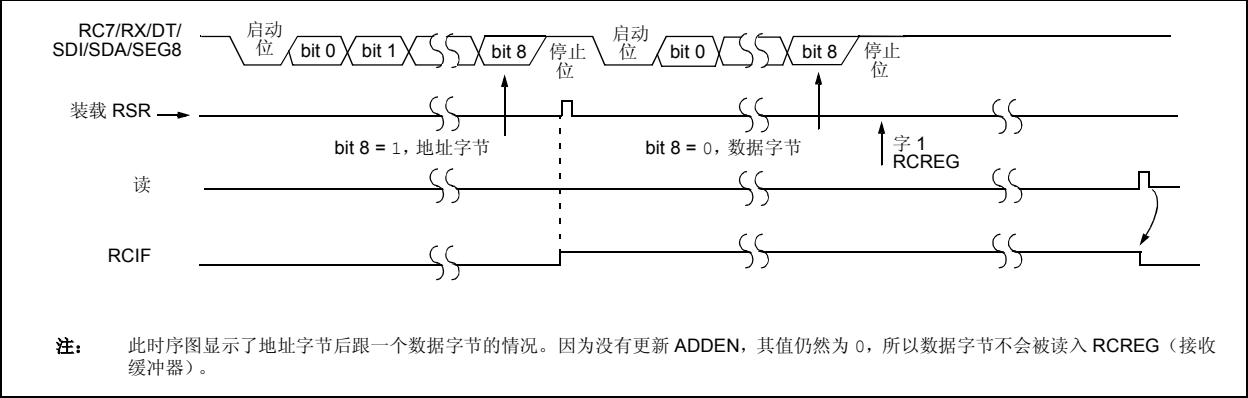 RC7/RX/DT/
SDI/SDA/SEG8
启动
位
bit 0
bit 1
bit 8
停止
位
启动
位
bit 0
bit 8
停止
位
装载 RSR
bit 8 = 1，地址字节
bit 8 = 0，数据字节
字 1
RCREG
读
RCIF
注： 此时序图显示了地址字节后跟一个数据字节的情况。因为没有更新 ADDEN，其值仍然为 0，所以数据字节不会被读入 RCREG（接收
缓冲器）。